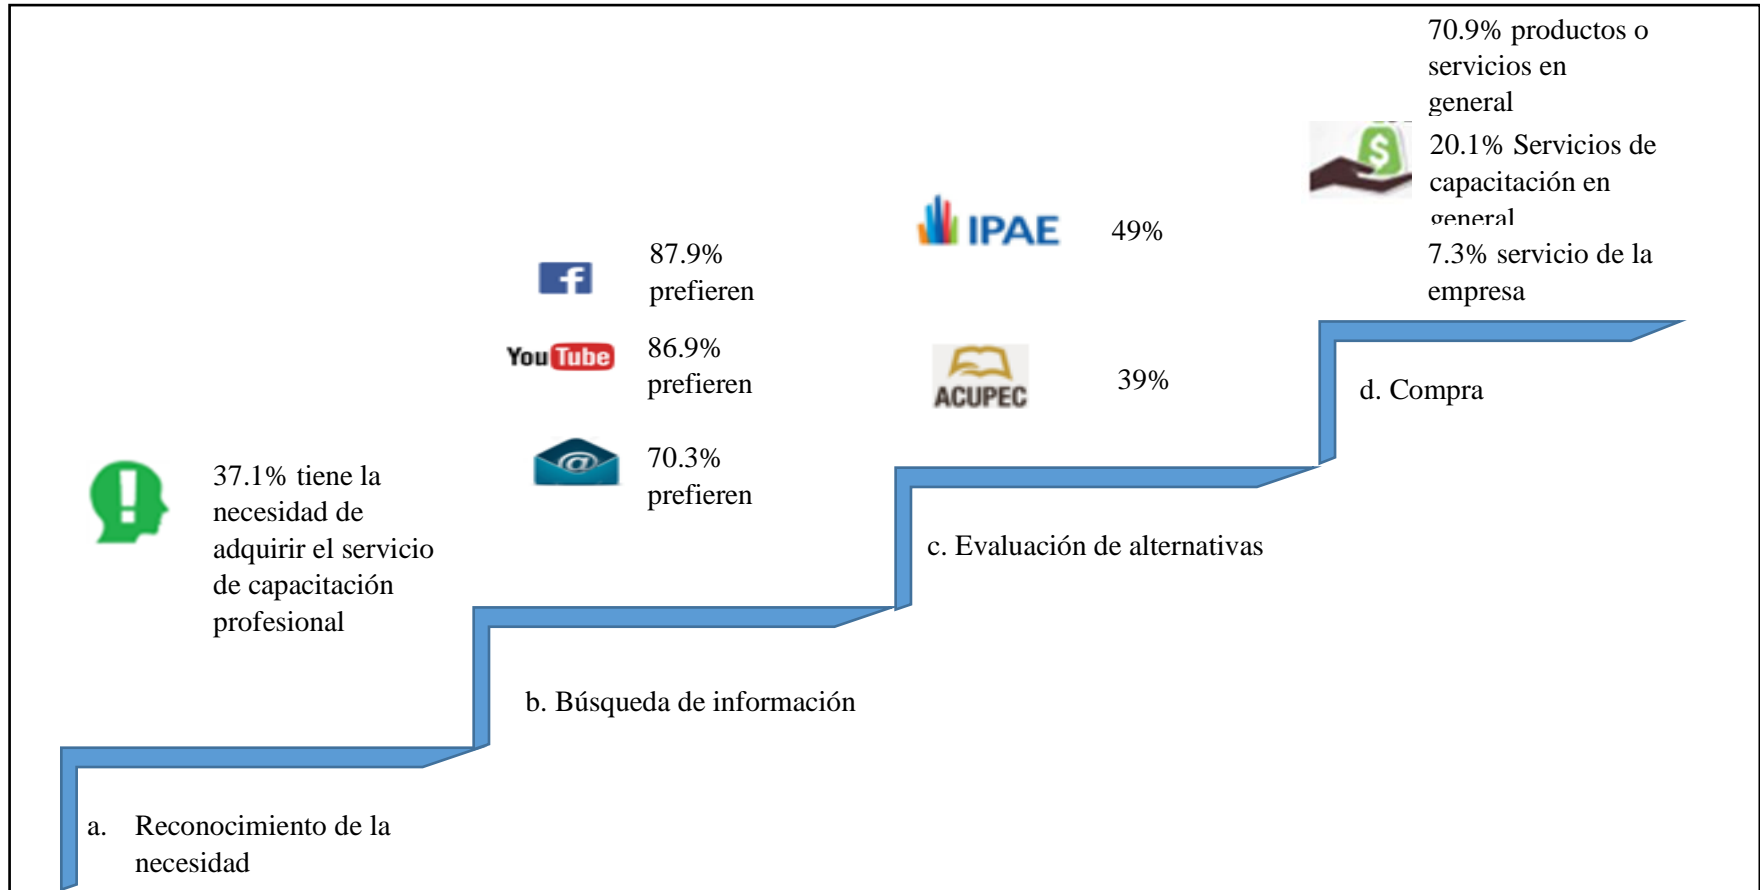 37.1% tiene la
necesidad de
adquirir el servicio
de capacitación
profesional
a. Reconocimiento de la
necesidad
87.9%
prefieren
You Tube
86.9%
prefieren
@
70.3%
prefieren
b. Búsqueda de información
IPAE
49%
ACUPEC
39%
c. Evaluación de alternativas
70.9% productos o
servicios en
general
$
20.1% Servicios de
capacitación en
general
7.3% servicio de la
empresa
d. Compra